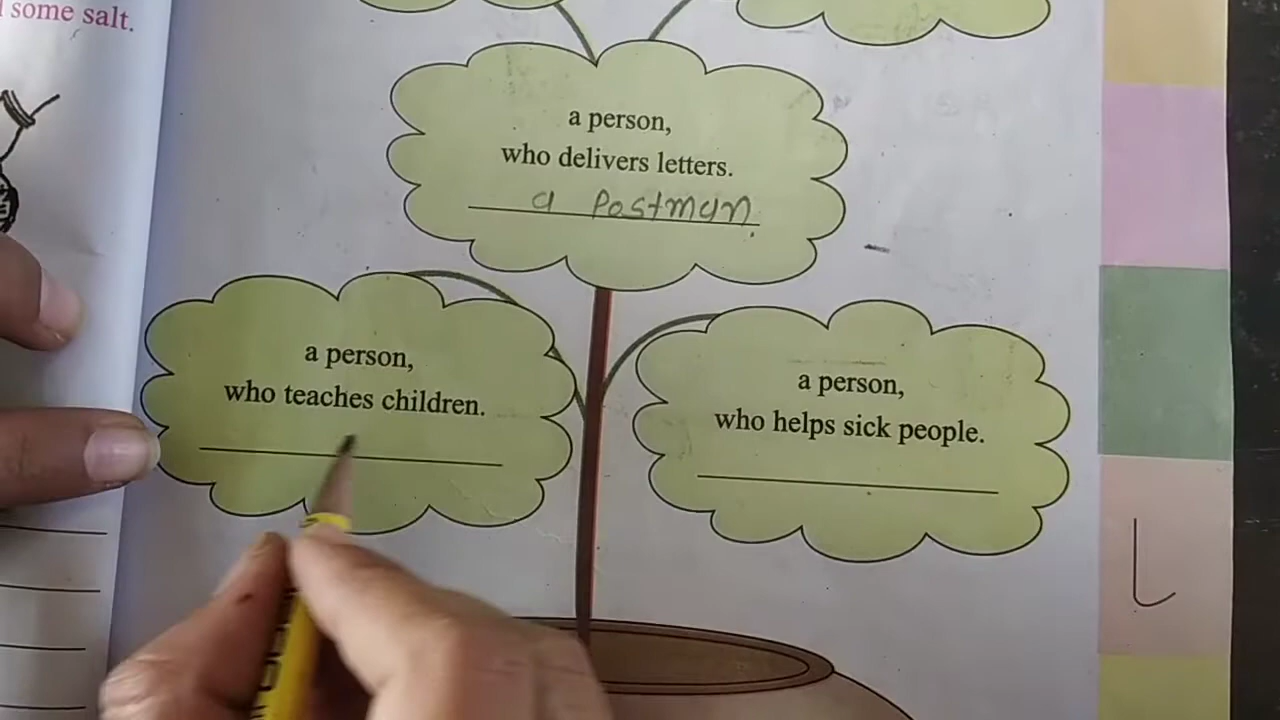 some salt.
a person,
who delivers letters.
a Postman
a person,
who teaches children.
a person,
who helps sick people.